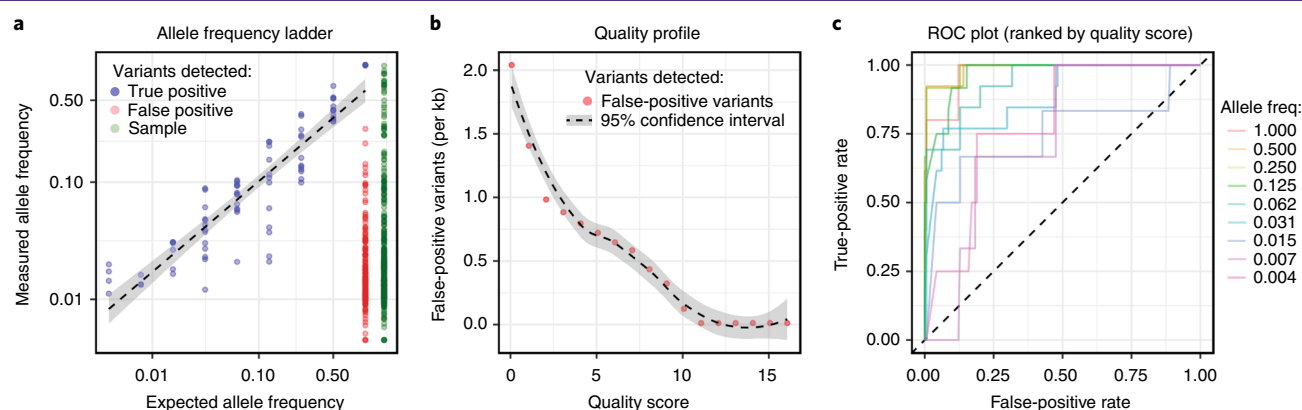 a
Allele frequency ladder
Variants detected:
True positive
False positive
Sample
0.50
0.10
0.01
Measured allele frequency
0.01
0.10
0.50
Expected allele frequency
b
Quality profile
Variants detected:
False-positive variants
95% confidence interval
2.0
1.5
1.0
0.5
0.0
False-positive variants (per kb)
0
5
10
15
Quality score
c
ROC plot (ranked by quality score)
1.00
0.75
0.50
0.25
0.00
True-positive rate
0.00
0.25
0.50
0.75
1.00
False-positive rate
Allele freq:
1.000
0.500
0.250
0.125
0.062
0.031
0.015
0.007
0.004